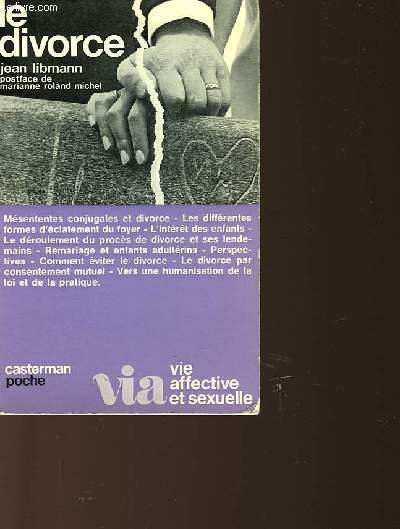 le
divorce
jean libmann
postface de
marianne roland michel
Mésententes conjugales et divorce - Les différentes
formes d'éclatement du foyer - L'intérêt des enfants -
Le déroulement du procès de divorce et ses lende-
mains - Remariage et enfants adultérins - Perspec-
tives - Comment éviter le divorce - Le divorce par
consentement mutuel - Vers une humanisation de la
loi et de la pratique.
casterman
poche
via
vie
affective
et sexuelle